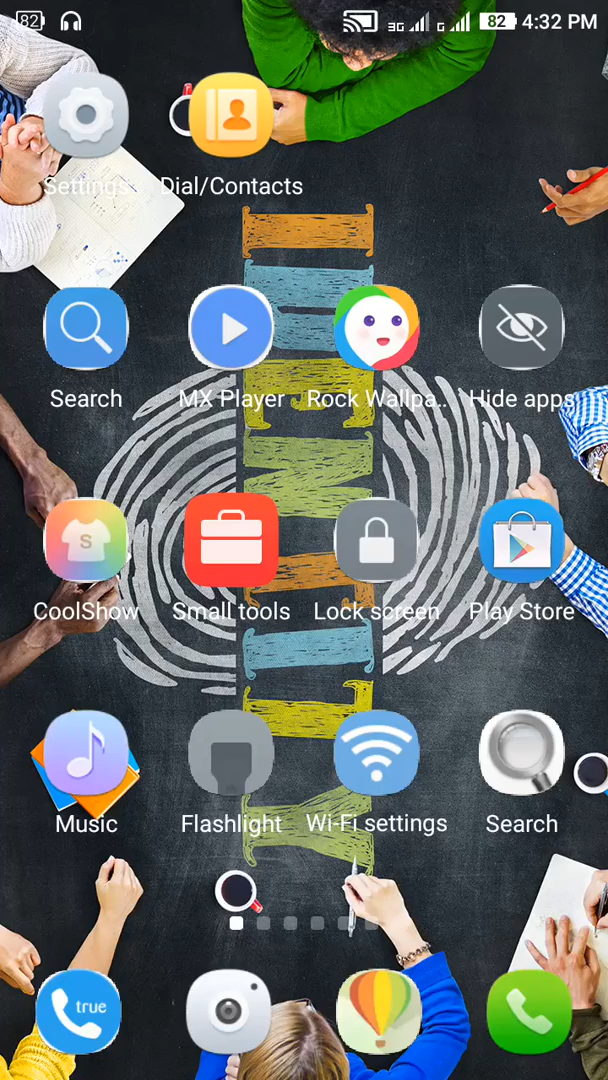 82 3G G 82 4:32 PM
Settings Dial/Contacts
Search MX Player Rock Wallpa.. Hide apps
S
CoolShow Small tools Lock screen Play Store
Music Flashlight Wi-Fi settings Search
true